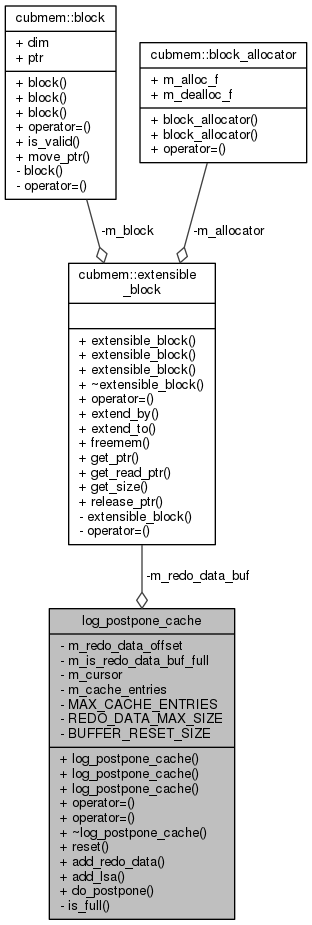 cubmem::block
+ dim
+ ptr
+ block()
+ block()
+ block()
+ operator=()
+ is_valid()
+ move_ptr()
- block()
- operator=()
cubmem::block_allocator
+ m_alloc_f
+ m_dealloc_f
+ block_allocator()
+ block_allocator()
+ operator=()
-m_block
-m_allocator
cubmem::extensible
_block
+ extensible_block()
+ extensible_block()
+ extensible_block()
+ ~extensible_block()
+ operator=()
+ extend_by()
+ extend_to()
+ freemem()
+ get_ptr()
+ get_read_ptr()
+ get_size()
+ release_ptr()
- extensible_block()
- operator=()
-m_redo_data_buf
log_postpone_cache
- m_redo_data_offset
- m_is_redo_data_buf_full
- m_cursor
- m_cache_entries
- MAX_CACHE_ENTRIES
- REDO_DATA_MAX_SIZE
- BUFFER_RESET_SIZE
+ log_postpone_cache()
+ log_postpone_cache()
+ log_postpone_cache()
+ operator=()
+ operator=()
+ ~log_postpone_cache()
+ reset()
+ add_redo_data()
+ add_lsa()
+ do_postpone()
- is_full()